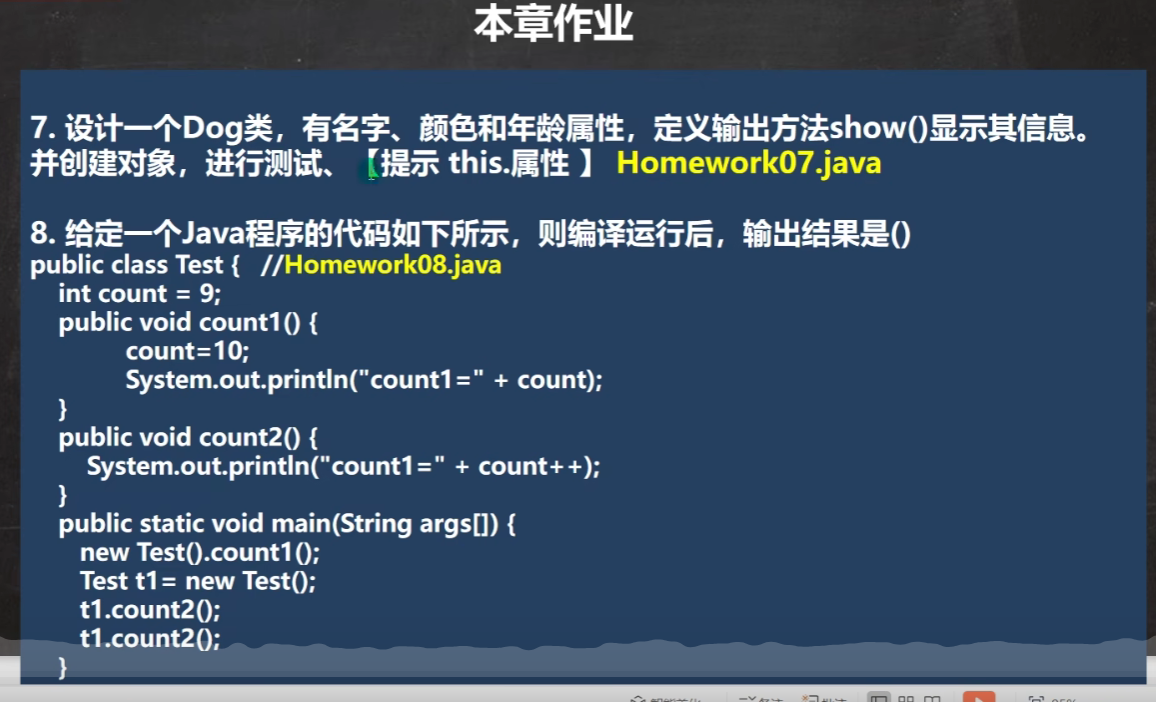 本章作业
7. 设计一个Dog类，有名字、颜色和年龄属性，定义输出方法show()显示其信息。
并创建对象，进行测试、【提示 this.属性 】 Homework07.java
8. 给定一个Java程序的代码如下所示，则编译运行后，输出结果是()
public class Test {   //Homework08.java
int count = 9;
public void count1() {
count=10;
System.out.println("count1=" + count);
}
public void count2() {
System.out.println("count1=" + count++);
}
public static void main(String args[]) {
new Test().count1();
Test t1= new Test();
t1.count2();
t1.count2();
}